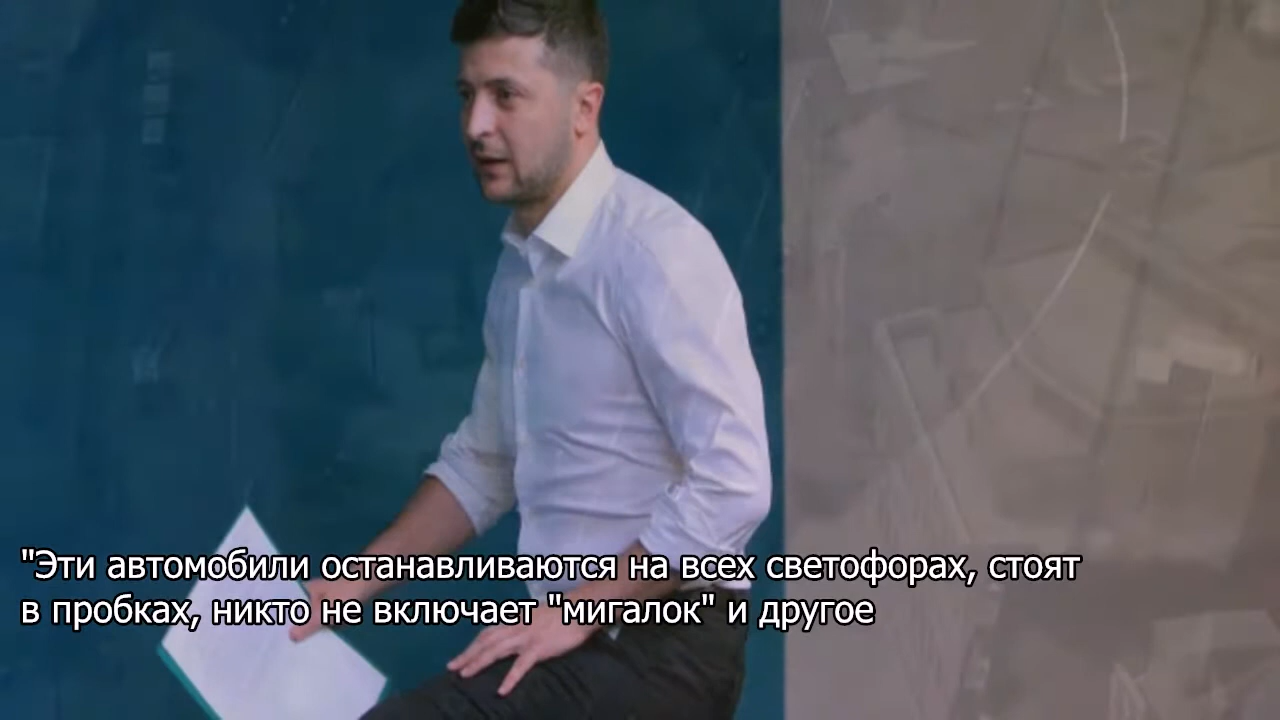 "Эти автомобили останавливаются на всех светофорах, стоят
в пробках, никто не включает "мигалок" и другое